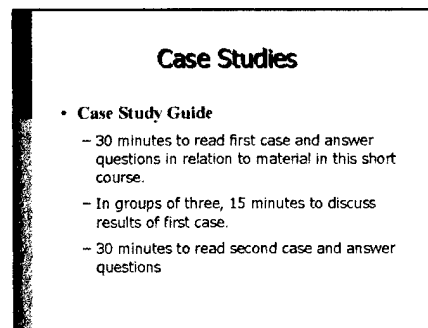 Case Studies
• Case Study Guide
– 30 minutes to read first case and answer
questions in relation to material in this short
course.
– In groups of three, 15 minutes to discuss
results of first case.
– 30 minutes to read second case and answer
questions